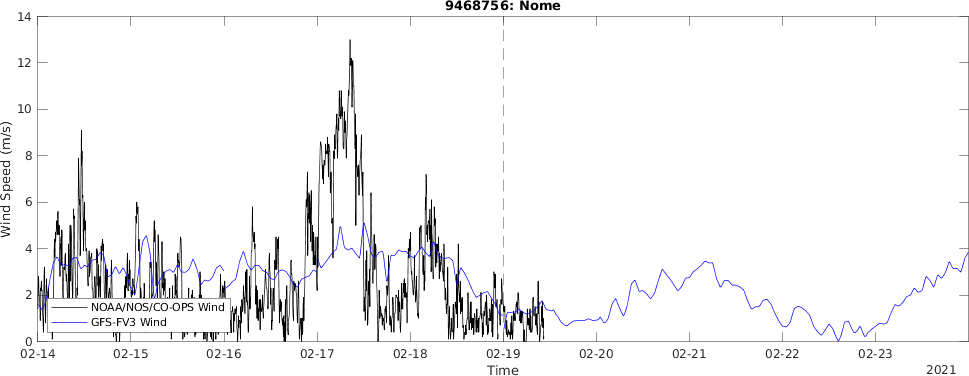 9468756: Nome
14
12
10
8
6
4
2
0
Wind Speed (m/s)
NOAA/NOS/CO-OPS Wind
GFS-FV3 Wind
02-14 02-15 02-16 02-17 02-18 02-19 02-20 02-21 02-22 02-23
Time
2021